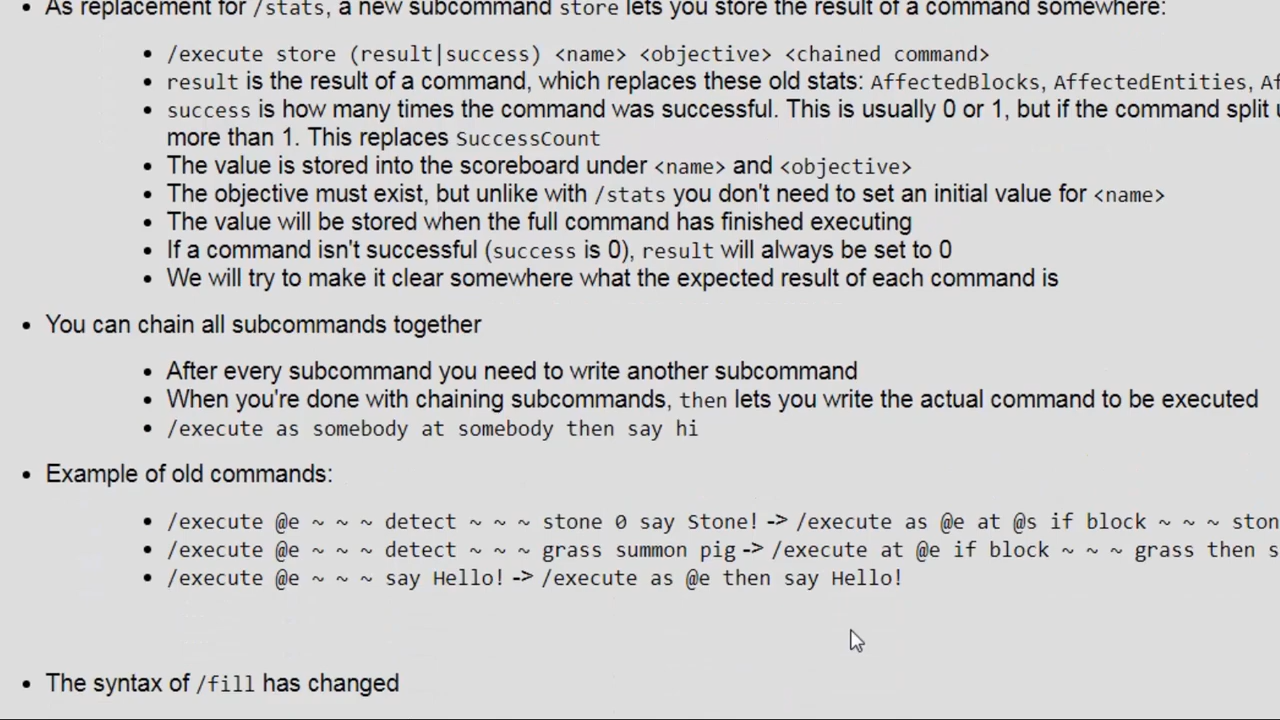 As replacement for /stats, a new subcommand store lets you store the result of a command somewhere:
/execute store (result|success) <name> <objective> <chained command>
result is the result of a command, which replaces these old stats: AffectedBlocks, AffectedEntities, Af
success is how many times the command was successful. This is usually 0 or 1, but if the command split u
more than 1. This replaces SuccessCount
The value is stored into the scoreboard under <name> and <objective>
The objective must exist, but unlike with /stats you don't need to set an initial value for <name>
The value will be stored when the full command has finished executing
If a command isn't successful (success is 0), result will always be set to 0
We will try to make it clear somewhere what the expected result of each command is
You can chain all subcommands together
After every subcommand you need to write another subcommand
When you're done with chaining subcommands, then lets you write the actual command to be executed
/execute as somebody at somebody then say hi
Example of old commands:
/execute @e ~ ~ ~ detect ~ ~ ~ stone 0 say Stone! -> /execute as @e at @s if block ~ ~ ~ ston
/execute @e ~ ~ ~ detect ~ ~ ~ grass summon pig -> /execute at @e if block ~ ~ ~ grass then s
/execute @e ~ ~ ~ say Hello! -> /execute as @e then say Hello!
The syntax of /fill has changed